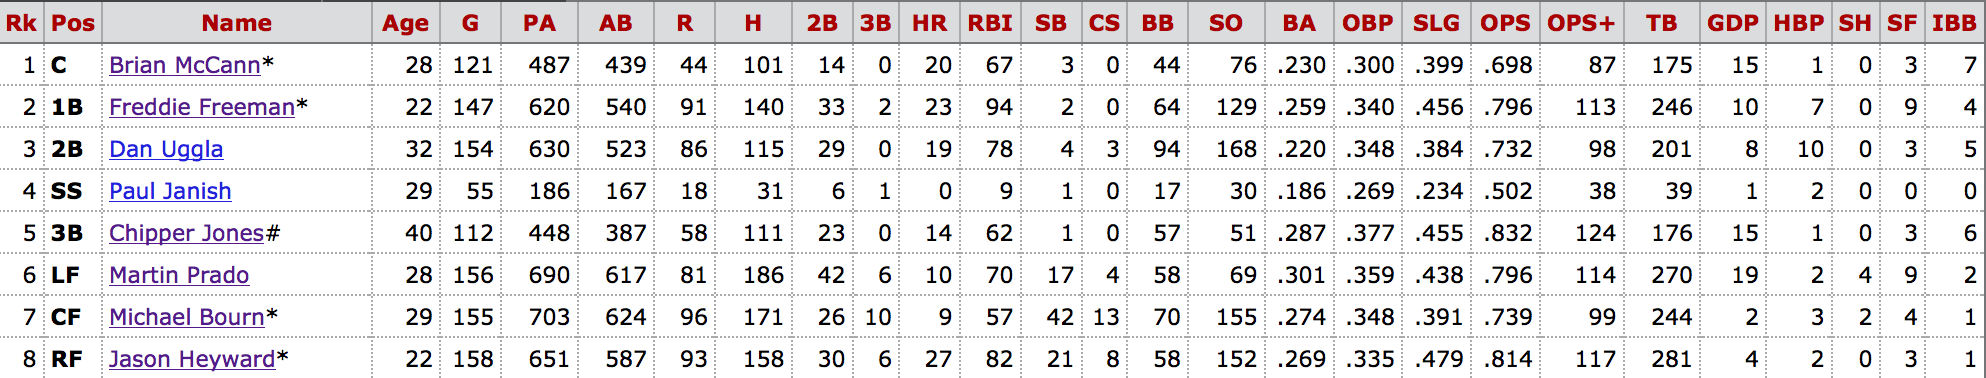 Rk Pos Name Age G PA AB R H 2B 3B HR RBI SB CS BB SO BA OBP SLG OPS OPS+ TB GDP HBP SH SF IBB
1 C Brian McCann* 28 121 487 439 44 101 14 0 20 67 3 0 44 76 .230 .300 .399 .698 87 175 15 1 0 3 7
2 1B Freddie Freeman* 22 147 620 540 91 140 33 2 23 94 2 0 64 129 .259 .340 .456 .796 113 246 10 7 0 9 4
3 2B Dan Uggla 32 154 630 523 86 115 29 0 19 78 4 3 94 168 .220 .348 .384 .732 98 201 8 10 0 3 5
4 SS Paul Janish 29 55 186 167 18 31 6 1 0 9 1 0 17 30 .186 .269 .234 .502 38 39 1 2 0 0 0
5 3B Chipper Jones# 40 112 448 387 58 111 23 0 14 62 1 0 57 51 .287 .377 .455 .832 124 176 15 1 0 3 6
6 LF Martin Prado 28 156 690 617 81 186 42 6 10 70 17 4 58 69 .301 .359 .438 .796 114 270 19 2 4 9 2
7 CF Michael Bourn* 29 155 703 624 96 171 26 10 9 57 42 13 70 155 .274 .348 .391 .739 99 244 2 3 2 4 1
8 RF Jason Heyward* 22 158 651 587 93 158 30 6 27 82 21 8 58 152 .269 .335 .479 .814 117 281 4 2 0 3 1